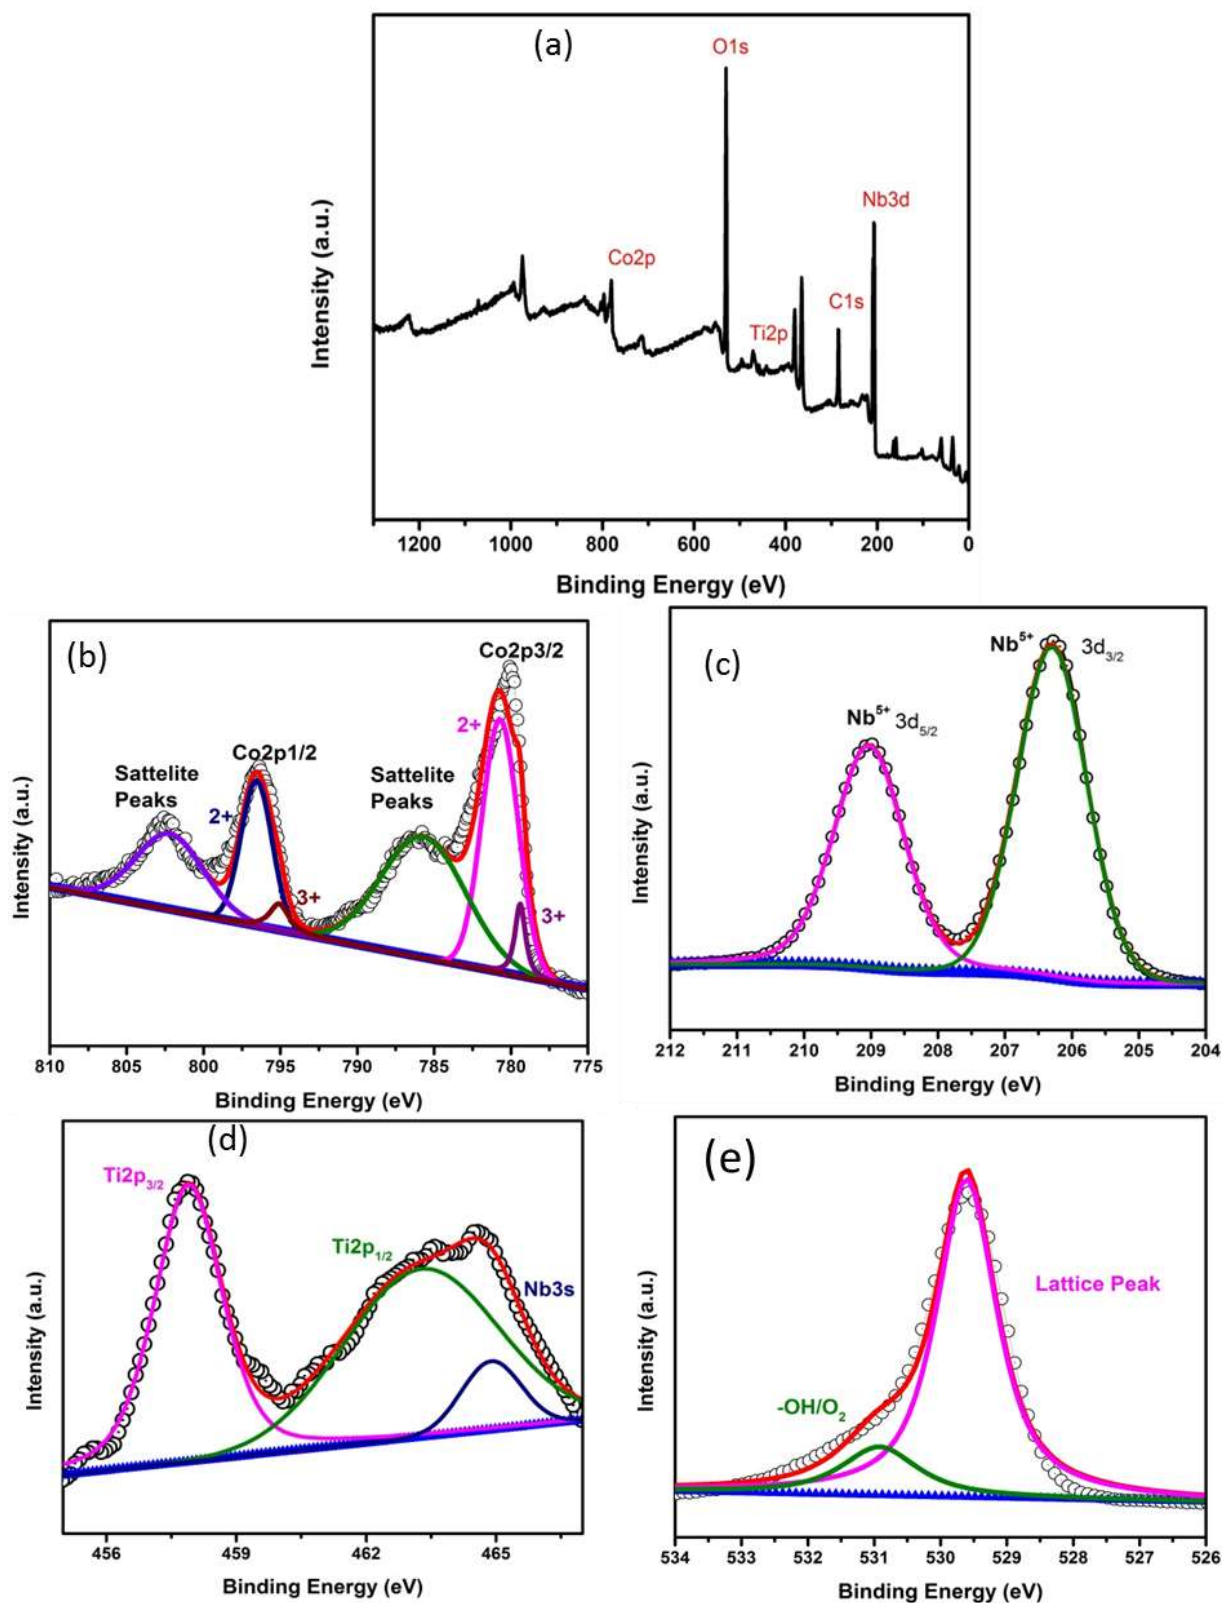 (a)
O1s
Nb3d
Co2p
C1s
Ti2p
Intensity (a.u.)
1200 1000 800 600 400 200 0
Binding Energy (eV)
(b)
Co2p3/2
2+
Co2p1/2
Sattelite
Peaks
Sattelite
Peaks
2+
3+
3+
Intensity (a.u.)
810 805 800 795 790 785 780 775
Binding Energy (eV)
(c)
Nb5+ 3d3/2
Nb5+ 3d5/2
Intensity (a.u.)
212 211 210 209 208 207 206 205 204
Binding Energy (eV)
(d)
Ti2p3/2
Ti2p1/2
Nb3s
Intensity (a.u.)
456 459 462 465
Binding Energy (eV)
(e)
Lattice Peak
-OH/O2
Intensity (a.u.)
534 533 532 531 530 529 528 527 526
Binding Energy (eV)